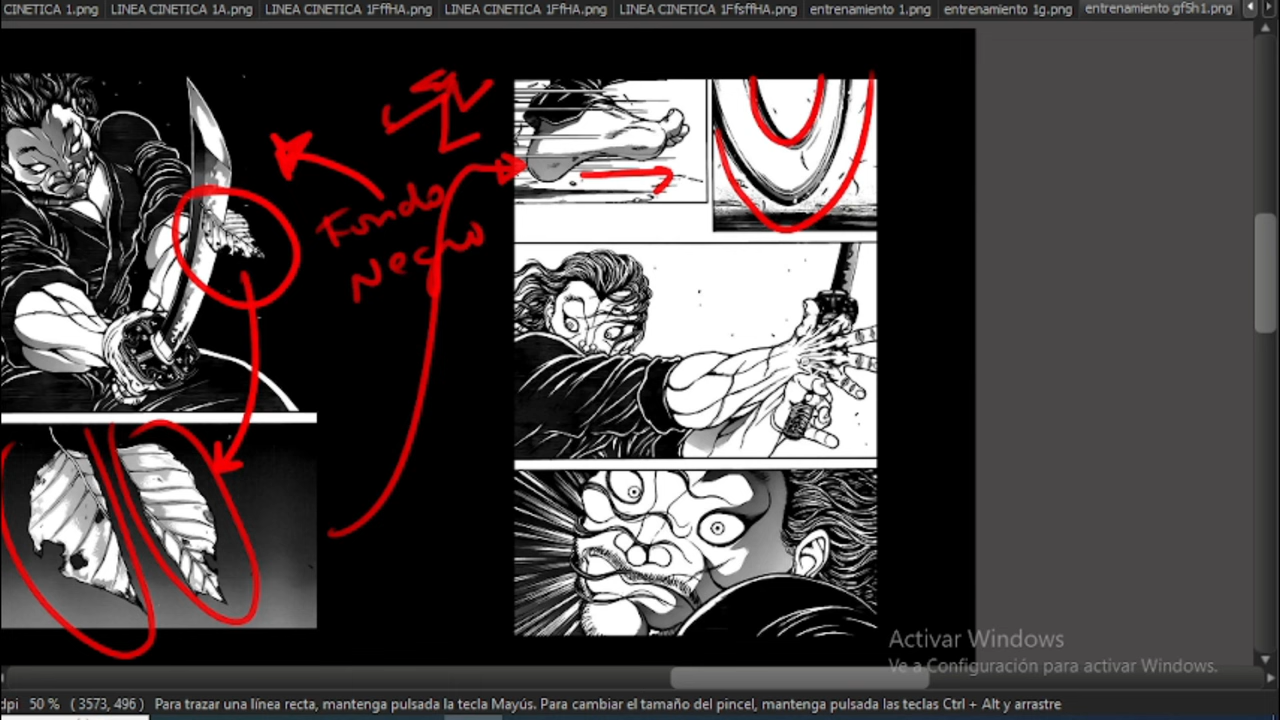 CINETICA 1.png
LINEA CINETICA 1A.png
LINEA CINETICA 1FffHA.png
LINEA CINETICA 1FfHA.png
LINEA CINETICA 1FfsffHA.png
entrenamiento 1.png
entrenamiento 1g.png
entrenamiento gf5h1.png
Fondo
Negro
Activar Windows
Ve a Configuración para activar Windows.
dpi 50 % ( 3573, 496 ) Para trazar una línea recta, mantenga pulsada la tecla Mayús. Para cambiar el tamaño del pincel, mantenga pulsadas las teclas Ctrl + Alt y arrastre